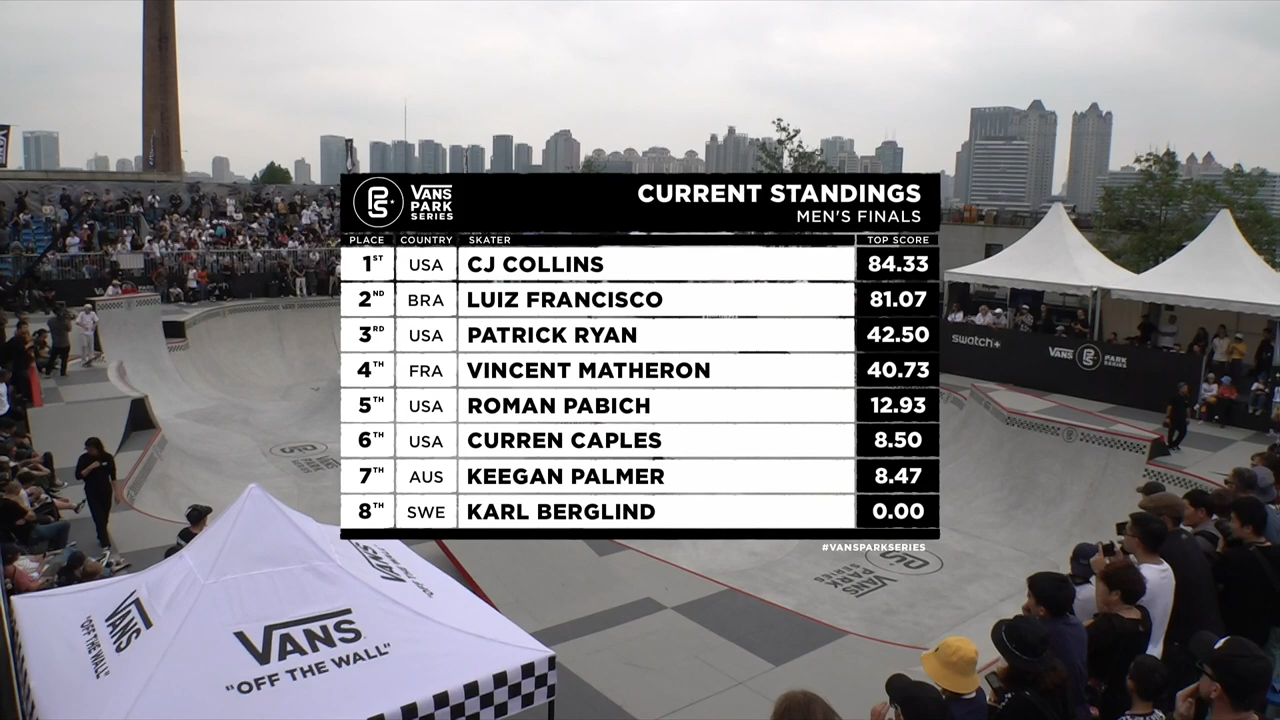 VANS
PARK
SERIES
CURRENT STANDINGS
MEN'S FINALS
PLACE COUNTRY SKATER TOP SCORE
1ST USA CJ COLLINS 84.33
2ND BRA LUIZ FRANCISCO 81.07
3RD USA PATRICK RYAN 42.50
4TH FRA VINCENT MATHERON 40.73
5TH USA ROMAN PABICH 12.93
6TH USA CURREN CAPLES 8.50
7TH AUS KEEGAN PALMER 8.47
8TH SWE KARL BERGLIND 0.00
#VANSPARKSERIES
swatch+
VANS PARK SERIES
VANS
PARK
SERIES
VANS
"OFF THE WALL"
VANS
"OFF THE WALL"
VANS